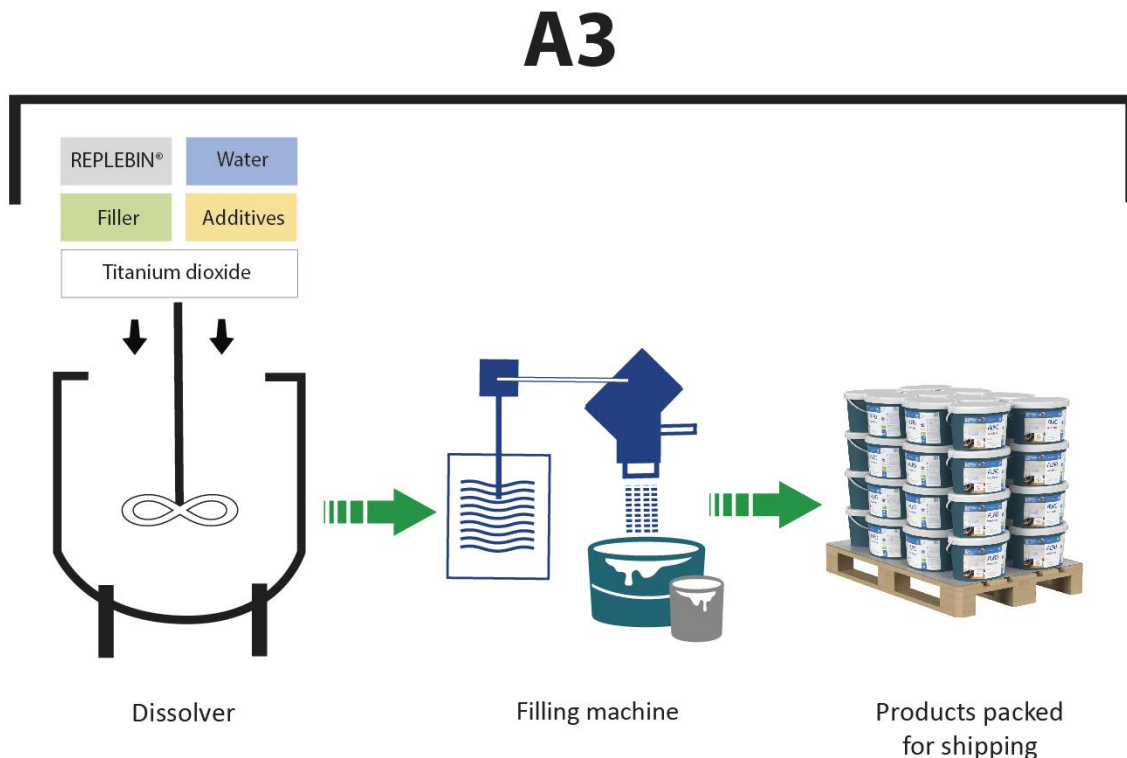 A3
REPLEBIN® Water
Filler Additives
Titanium dioxide
Dissolver
Filling machine
Products packed
for shipping